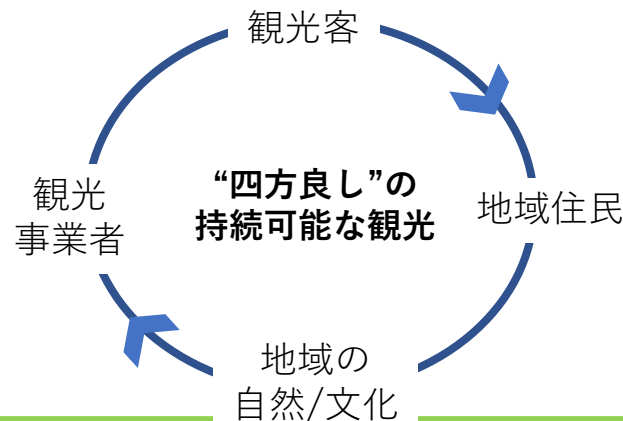 観光客
“四方良し”の
持続可能な観光
観光
事業者
地域住民
地域の
自然/文化